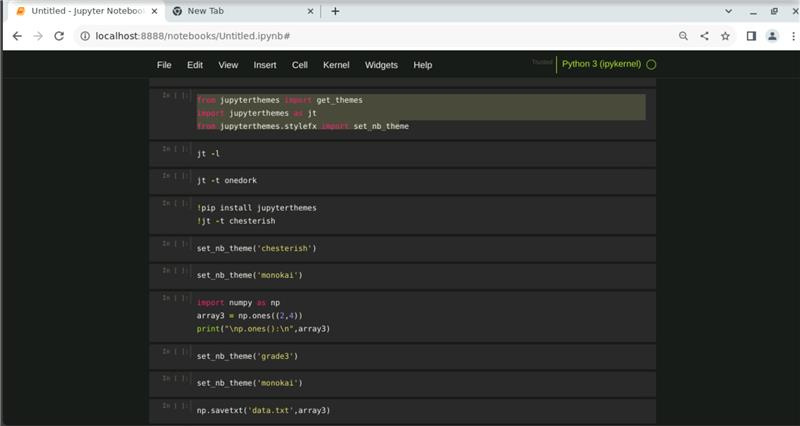 Untitled - Jupyter Noteboo
New Tab
localhost:8888/notebooks/Untitled.ipynb#
File Edit View Insert Cell Kernel Widgets Help Trusted Python 3 (ipykernel)
In [ ]: from jupyterthemes import get_themes
import jupyterthemes as jt
from jupyterthemes.stylefx import set_nb_theme
In [ ]: jt -l
In [ ]: jt -t onedork
In [ ]: !pip install jupyterthemes
!jt -t chesterish
In [ ]: set_nb_theme('chesterish')
In [ ]: set_nb_theme('monokai')
In [ ]: import numpy as np
array3 = np.ones((2,4))
print("\np.ones():\n",array3)
In [ ]: set_nb_theme('grade3')
In [ ]: set_nb_theme('monokai')
In [ ]: np.savetxt('data.txt',array3)